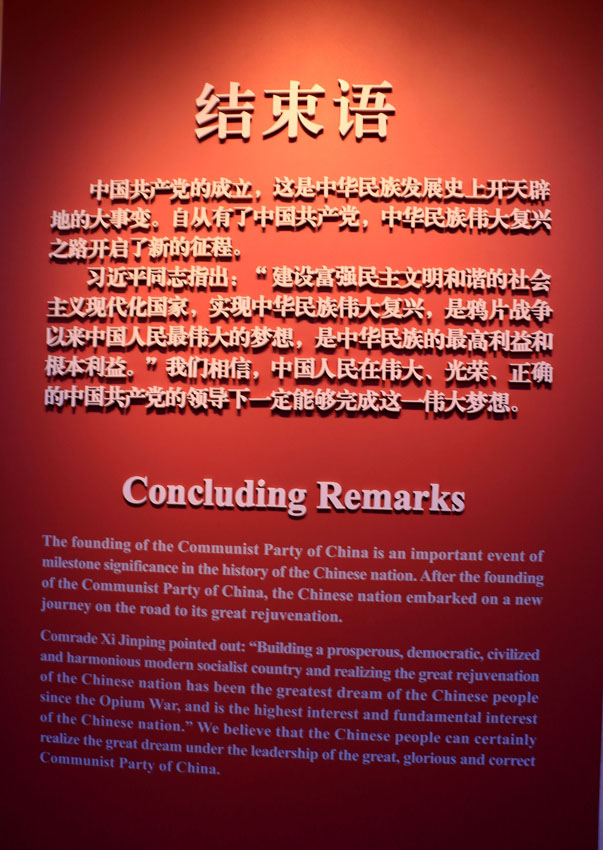 结束语
中国共产党的成立，这是中华民族发展史上开天辟
地的大事变。自从有了中国共产党，中华民族伟大复兴
之路开启了新的征程。
习近平同志指出：“建设富强民主文明和谐的社会
主义现代化国家，实现中华民族伟大复兴，是鸦片战争
以来中国人民最伟大的梦想，是中华民族的最高利益和
根本利益。”我们相信，中国人民在伟大、光荣、正确
的中国共产党的领导下一定能够完成这一伟大梦想。
Concluding Remarks
The founding of the Communist Party of China is an important event of
milestone significance in the history of the Chinese nation. After the founding
of the Communist Party of China, the Chinese nation embarked on a new
journey on the road to its great rejuvenation.
Comrade Xi Jinping pointed out: “Building a prosperous, democratic, civilized
and harmonious modern socialist country and realizing the great rejuvenation
of the Chinese nation has been the greatest dream of the Chinese people
since the Opium War, and is the highest interest and fundamental interest
of the Chinese nation.” We believe that the Chinese people can certainly
realize the great dream under the leadership of the great, glorious and correct
Communist Party of China.